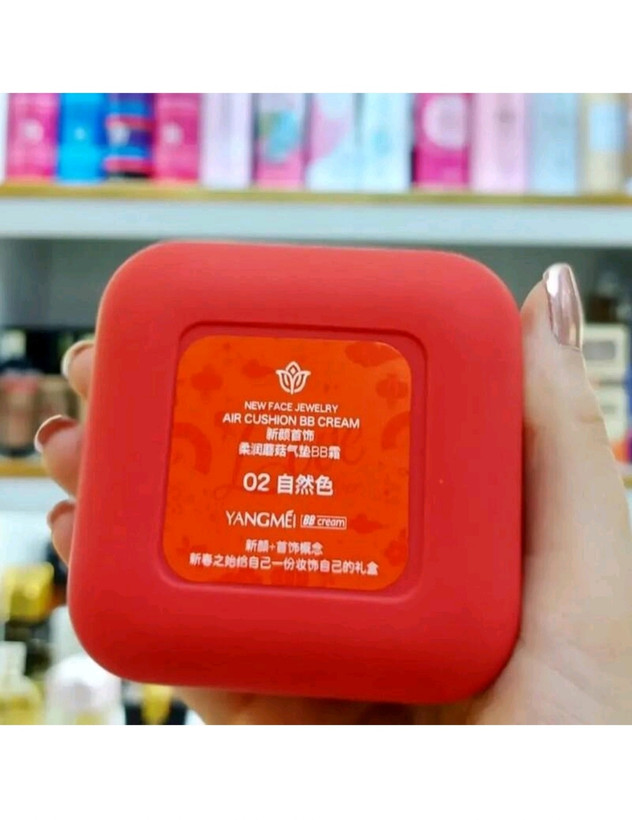 NEW FACE JEWELRY
AIR CUSHION BB CREAM
新颜首饰
柔润蘑菇气垫BB霜
02 自然色
YANGMÉI BB cream
新颜+首饰概念
新春之始给自己一份妆饰自己的礼盒